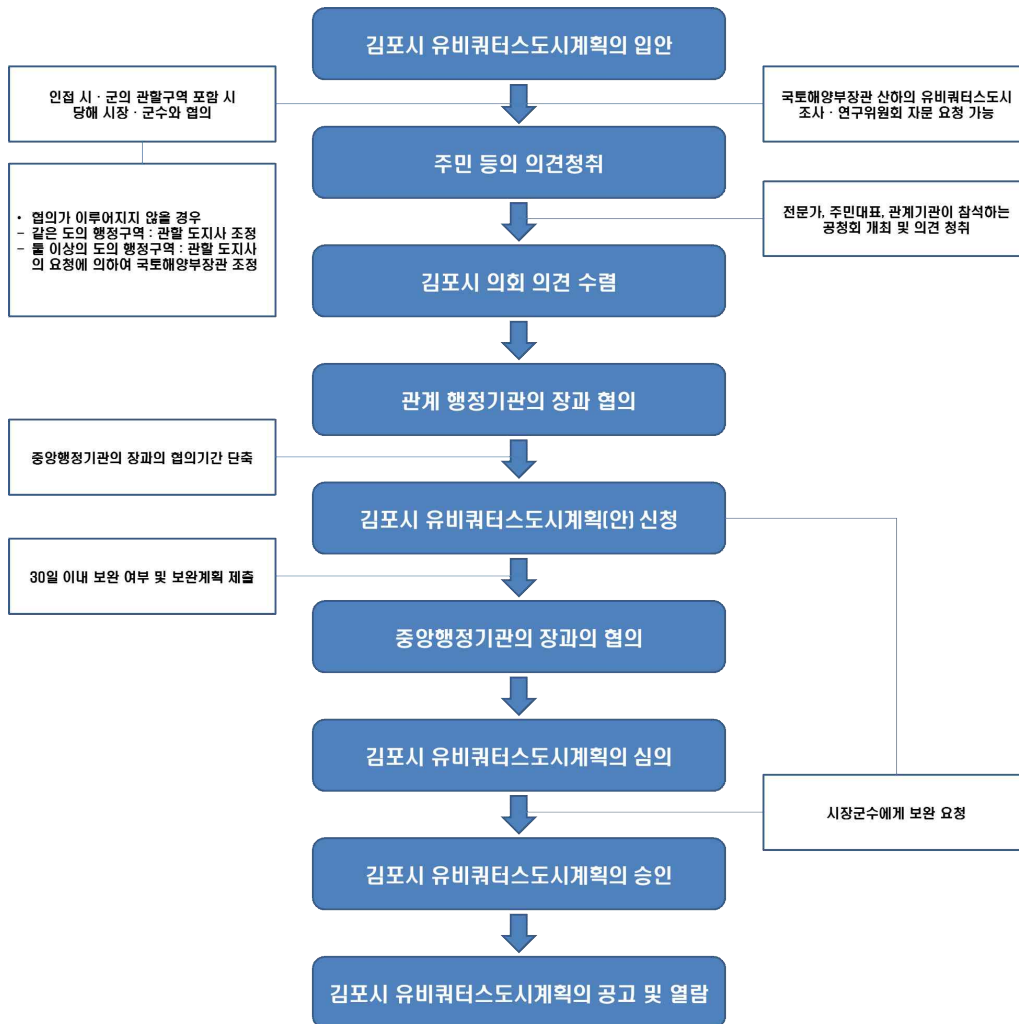 김포시 유비쿼터스도시계획의 입안
인접 시 · 군의 관할구역 포함 시
당해 시장 · 군수와 협의
국토해양부장관 산하의 유비쿼터스도시
조사 · 연구위원회 자문 요청 가능
주민 등의 의견청취
• 협의가 이루어지지 않을 경우
- 같은 도의 행정구역 : 관할 도지사 조정
- 둘 이상의 도의 행정구역 : 관할 도지사
의 요청에 의하여 국토해양부장관 조정
전문가, 주민대표, 관계기관이 참석하는
공청회 개최 및 의견 청취
김포시 의회 의견 수렴
관계 행정기관의 장과 협의
중앙행정기관의 장과의 협의기간 단축
김포시 유비쿼터스도시계획(안) 신청
30일 이내 보완 여부 및 보완계획 제출
중앙행정기관의 장과의 협의
김포시 유비쿼터스도시계획의 심의
시장군수에게 보완 요청
김포시 유비쿼터스도시계획의 승인
김포시 유비쿼터스도시계획의 공고 및 열람